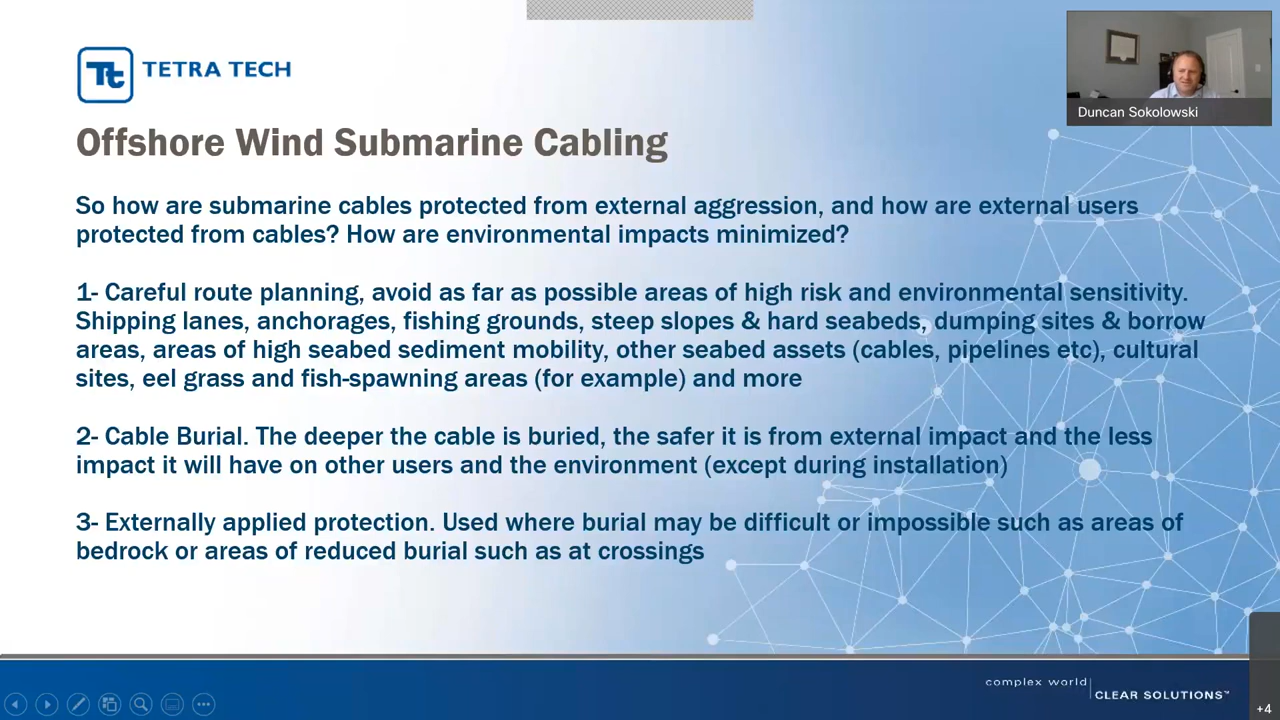 Tt TETRA TECH
Duncan Sokolowski
Offshore Wind Submarine Cabling
So how are submarine cables protected from external aggression, and how are external users
protected from cables? How are environmental impacts minimized?
1- Careful route planning, avoid as far as possible areas of high risk and environmental sensitivity.
Shipping lanes, anchorages, fishing grounds, steep slopes & hard seabeds, dumping sites & borrow
areas, areas of high seabed sediment mobility, other seabed assets (cables, pipelines etc), cultural
sites, eel grass and fish-spawning areas (for example) and more
2- Cable Burial. The deeper the cable is buried, the safer it is from external impact and the less
impact it will have on other users and the environment (except during installation)
3- Externally applied protection. Used where burial may be difficult or impossible such as areas of
bedrock or areas of reduced burial such as at crossings
complex world
CLEAR SOLUTIONS™
+4